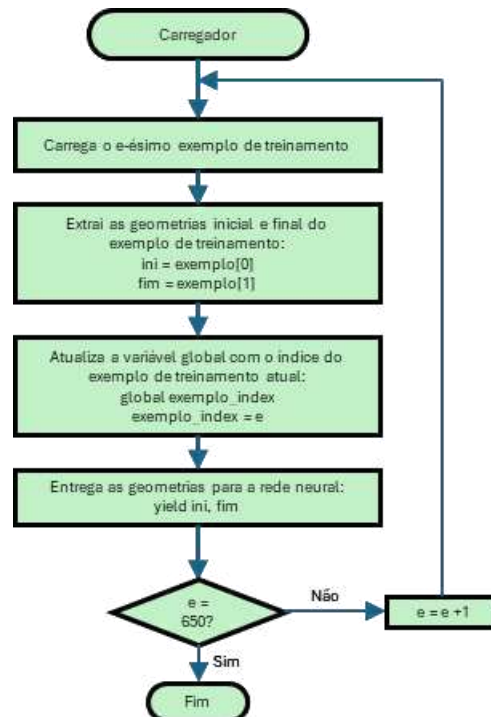 Carregador
Carrega o e-ésimo exemplo de treinamento
Extrai as geometrias inicial e final do
exemplo de treinamento:
ini = exemplo[0]
fim = exemplo[1]
Atualiza a variável global com o índice do
exemplo de treinamento atual:
global exemplo_index
exemplo_index = e
Entrega as geometrias para a rede neural:
yield ini, fim
e =
650?
Não
e = e +1
Sim
Fim